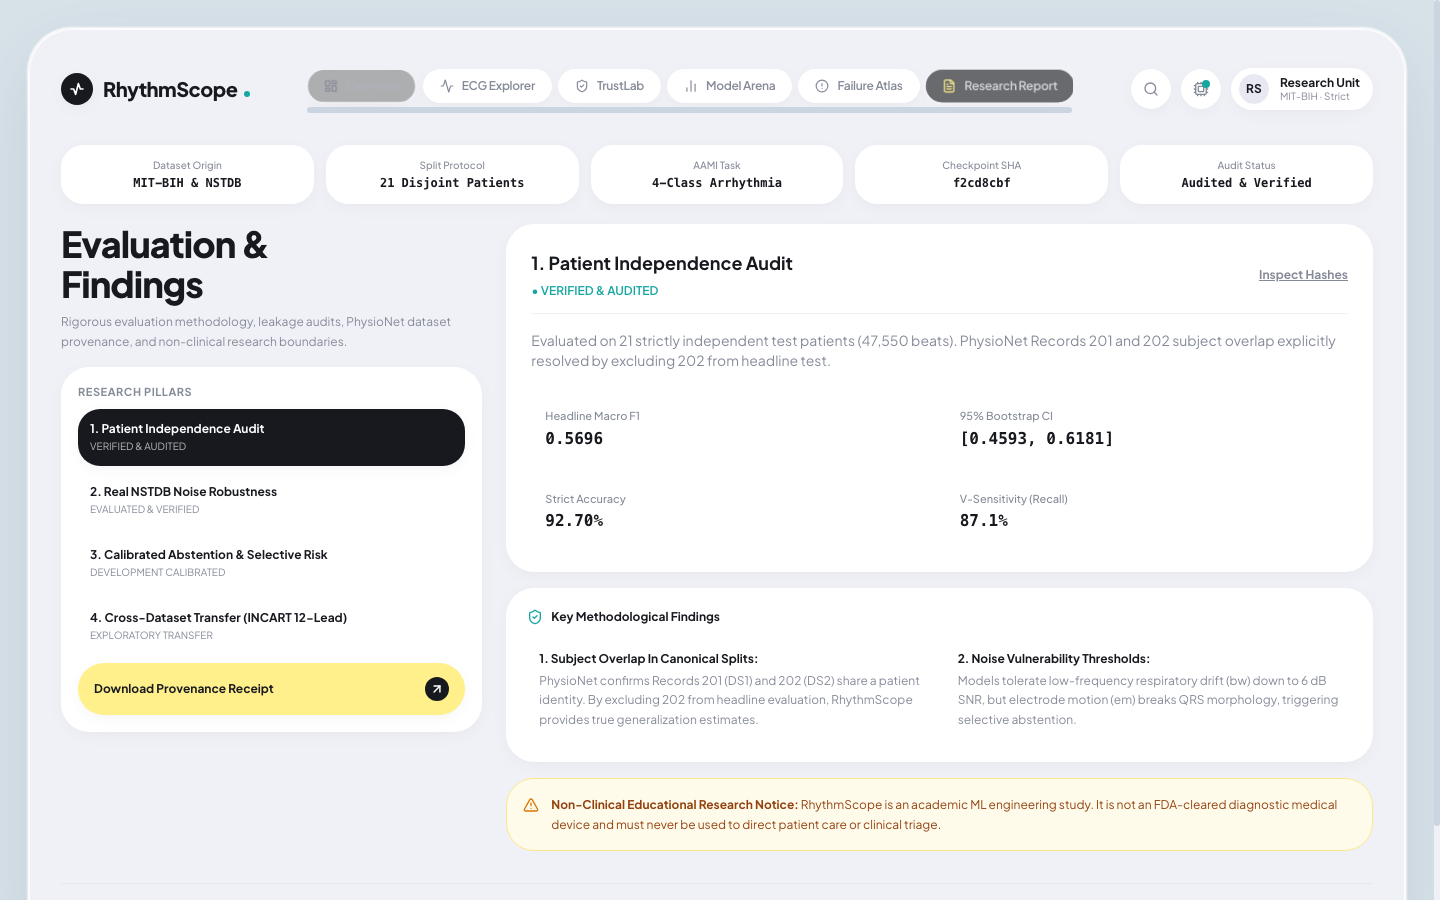 RhythmScope
ECG Explorer
TrustLab
Model Arena
Failure Atlas
Research Report
RS
Research Unit
MIT-BIH · Strict
Dataset Origin
MIT–BIH & NSTDB
Split Protocol
21 Disjoint Patients
AAMI Task
4–Class Arrhythmia
Checkpoint SHA
f2cd8cbf
Audit Status
Audited & Verified
Evaluation &
Findings
Rigorous evaluation methodology, leakage audits, PhysioNet dataset
provenance, and non-clinical research boundaries.
RESEARCH PILLARS
1. Patient Independence Audit
VERIFIED & AUDITED
2. Real NSTDB Noise Robustness
EVALUATED & VERIFIED
3. Calibrated Abstention & Selective Risk
DEVELOPMENT CALIBRATED
4. Cross-Dataset Transfer (INCART 12-Lead)
EXPLORATORY TRANSFER
Download Provenance Receipt
1. Patient Independence Audit
• VERIFIED & AUDITED
Inspect Hashes
Evaluated on 21 strictly independent test patients (47,550 beats). PhysioNet Records 201 and 202 subject overlap explicitly
resolved by excluding 202 from headline test.
Headline Macro F1
0.5696
95% Bootstrap CI
[0.4593, 0.6181]
Strict Accuracy
92.70%
V-Sensitivity (Recall)
87.1%
Key Methodological Findings
1. Subject Overlap In Canonical Splits:
PhysioNet confirms Records 201 (DS1) and 202 (DS2) share a patient
identity. By excluding 202 from headline evaluation, RhythmScope
provides true generalization estimates.
2. Noise Vulnerability Thresholds:
Models tolerate low-frequency respiratory drift (bw) down to 6 dB
SNR, but electrode motion (em) breaks QRS morphology, triggering
selective abstention.
Non-Clinical Educational Research Notice: RhythmScope is an academic ML engineering study. It is not an FDA-cleared diagnostic medical
device and must never be used to direct patient care or clinical triage.